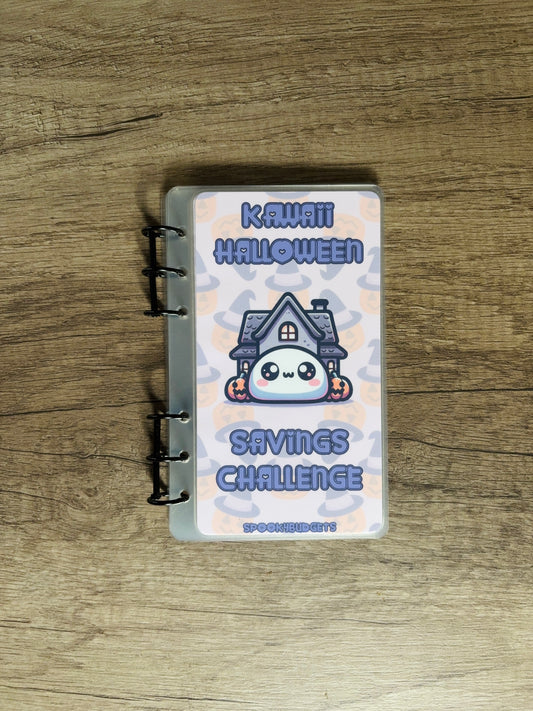 KAWAII
HALLOWEEN
SAVINGS
CHALLENGE
SPOOKYBUDGETS